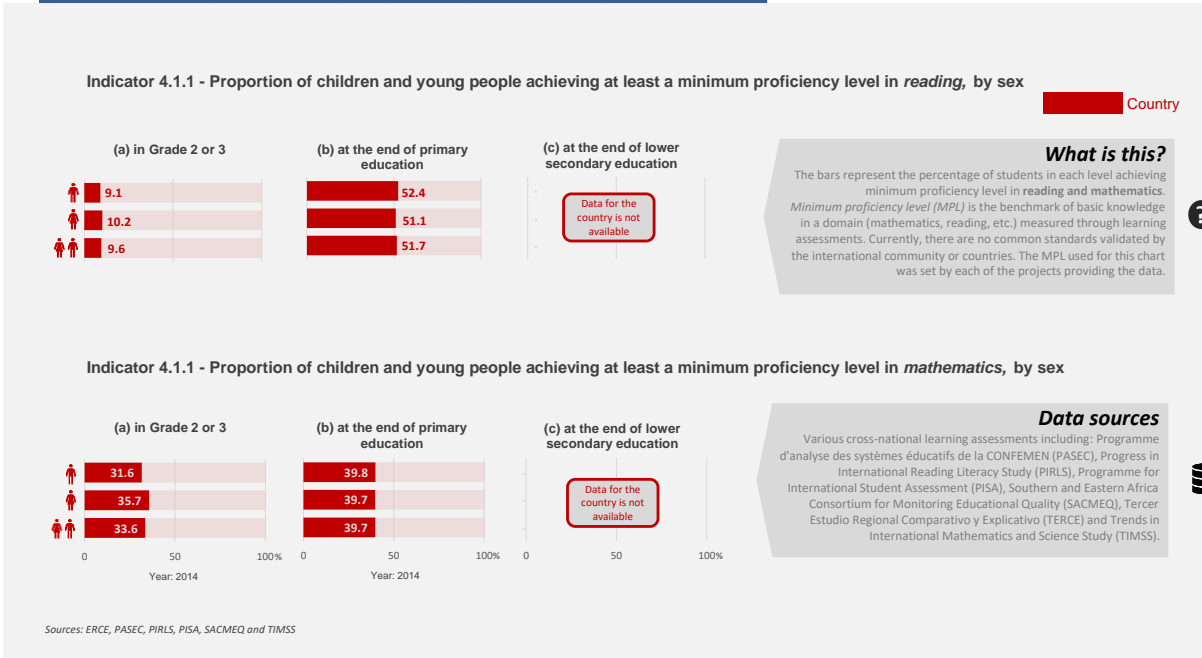 Indicator 4.1.1 - Proportion of children and young people achieving at least a minimum proficiency level in reading, by sex
Country
(a) in Grade 2 or 3
9.1
10.2
9.6
(b) at the end of primary
education
52.4
51.1
51.7
(c) at the end of lower
secondary education
Data for the
country is not
available
What is this?
The bars represent the percentage of students in each level achieving
minimum proficiency level in reading and mathematics.
Minimum proficiency level (MPL) is the benchmark of basic knowledge
in a domain (mathematics, reading, etc.) measured through learning
assessments. Currently, there are no common standards validated by
the international community or countries. The MPL used for this chart
was set by each of the projects providing the data.
?
Indicator 4.1.1 - Proportion of children and young people achieving at least a minimum proficiency level in mathematics, by sex
(a) in Grade 2 or 3
31.6
35.7
33.6
0 50 100%
Year: 2014
(b) at the end of primary
education
39.8
39.7
39.7
0 50 100%
Year: 2014
(c) at the end of lower
secondary education
Data for the
country is not
available
0 50 100
Data sources
Various cross-national learning assessments including: Programme
d'analyse des systèmes éducatifs de la CONFEMEN (PASEC), Progress in
International Reading Literacy Study (PIRLS), Programme for
International Student Assessment (PISA), Southern and Eastern Africa
Consortium for Monitoring Educational Quality (SACMEQ), Tercer
Estudio Regional Comparativo y Explicativo (TERCE) and Trends in
International Mathematics and Science Study (TIMSS).
Sources: ERCE, PASEC, PIRLS, PISA, SACMEQ and TIMSS